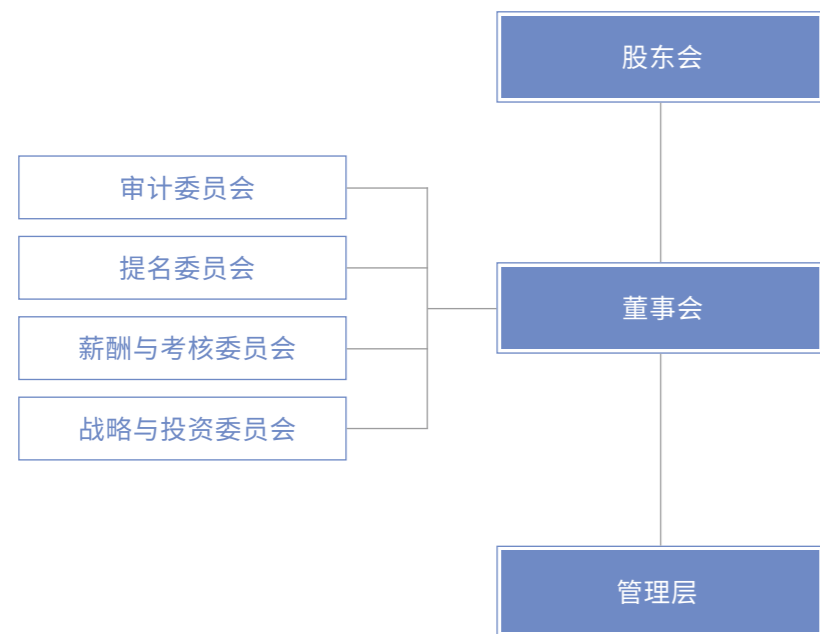 股东会
审计委员会
提名委员会
薪酬与考核委员会
战略与投资委员会
董事会
管理层